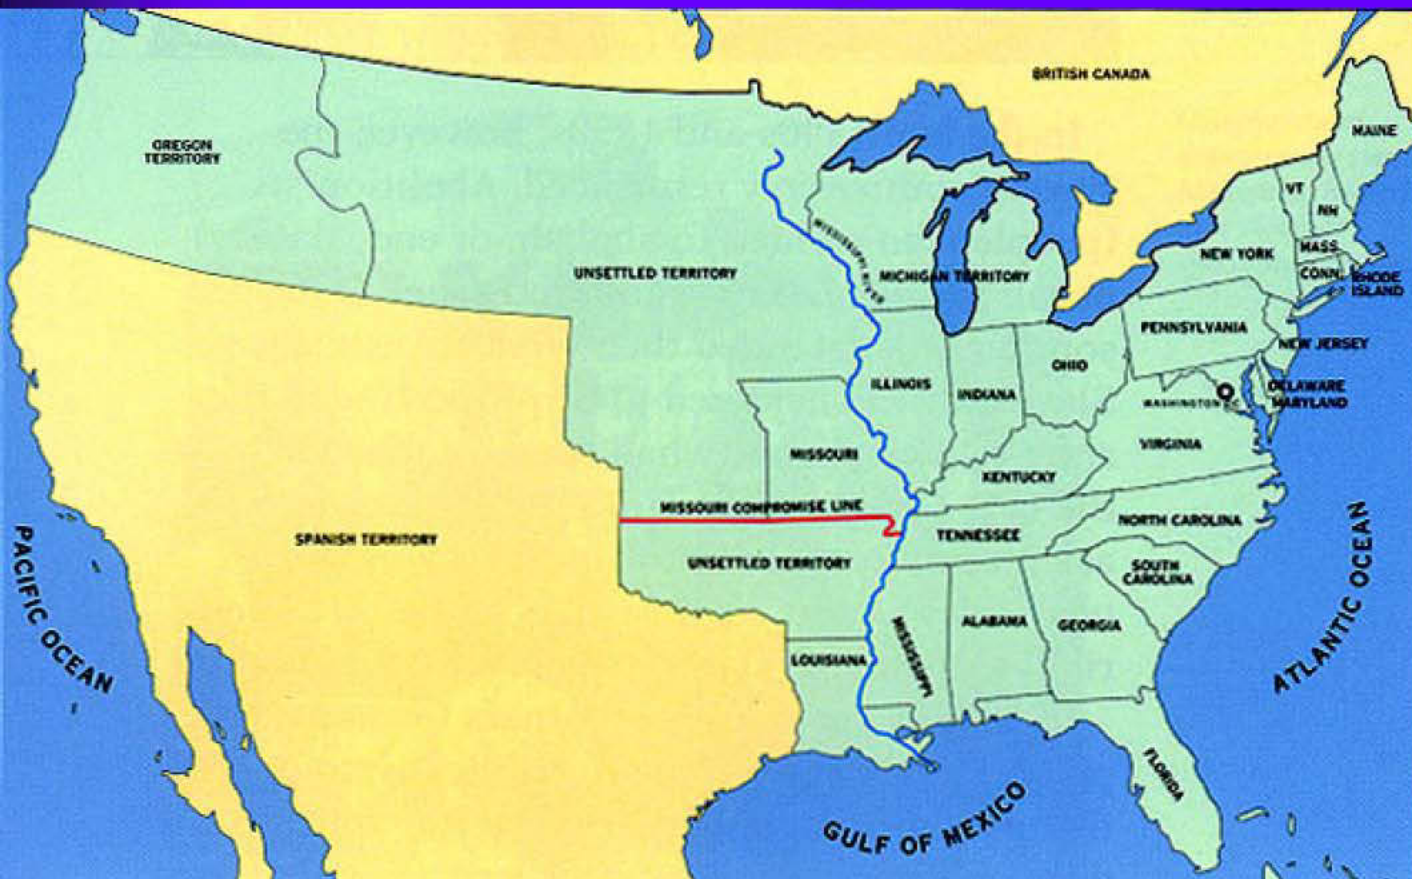 BRITISH CANADA
MAINE
OREGON
TERRITORY
VT
NH
MISSISSIPPI RIVER
MASS.
NEW YORK
UNSETTLED TERRITORY
MICHIGAN TERRITORY
CONN.
RHODE
ISLAND
PENNSYLVANIA
NEW JERSEY
OHIO
ILLINOIS
INDIANA
DELAWARE
MARYLAND
WASHINGTON DC
VIRGINIA
MISSOURI
KENTUCKY
MISSOURI COMPROMISE LINE
NORTH CAROLINA
TENNESSEE
SPANISH TERRITORY
UNSETTLED TERRITORY
SOUTH
CAROLINA
PACIFIC OCEAN
ATLANTIC OCEAN
MISSISSIPPI
ALABAMA
GEORGIA
LOUISIANA
FLORIDA
GULF OF MEXICO